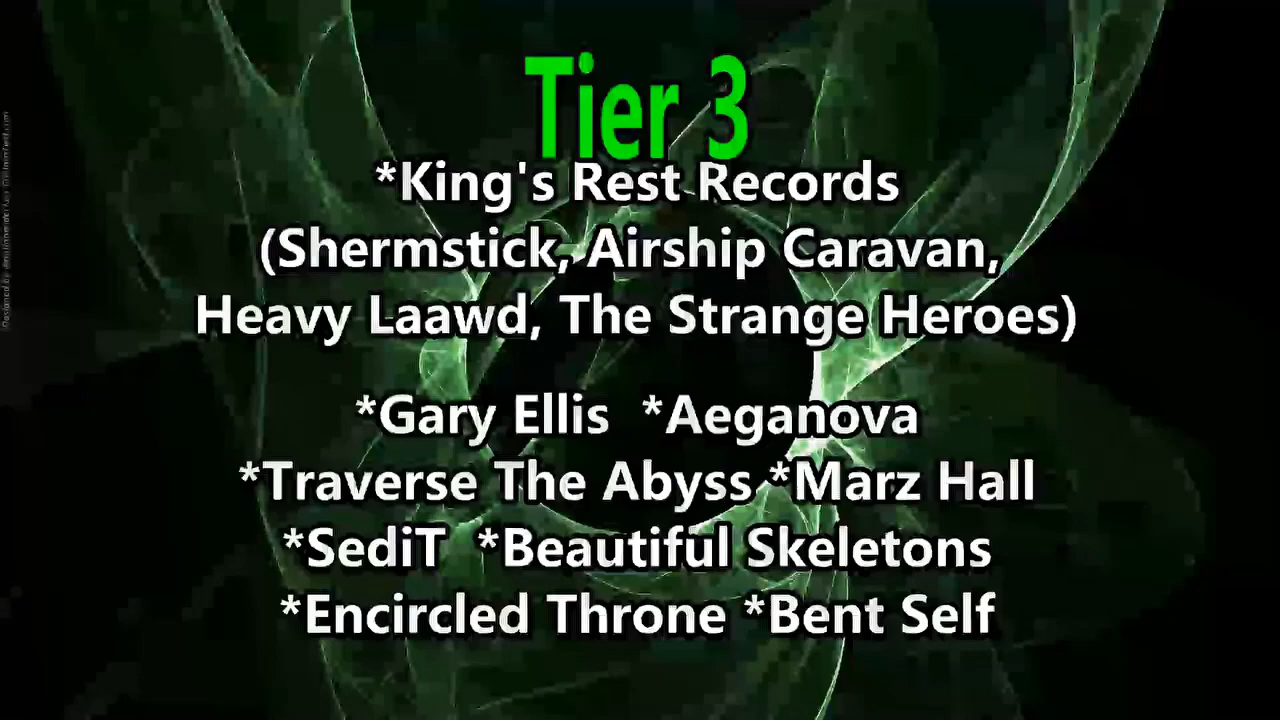 Tier 3
*King's Rest Records
(Shermstick, Airship Caravan,
Heavy Laawd, The Strange Heroes)
*Gary Ellis *Aeganova
*Traverse The Abyss *Marz Hall
*SediT *Beautiful Skeletons
*Encircled Throne *Bent Self